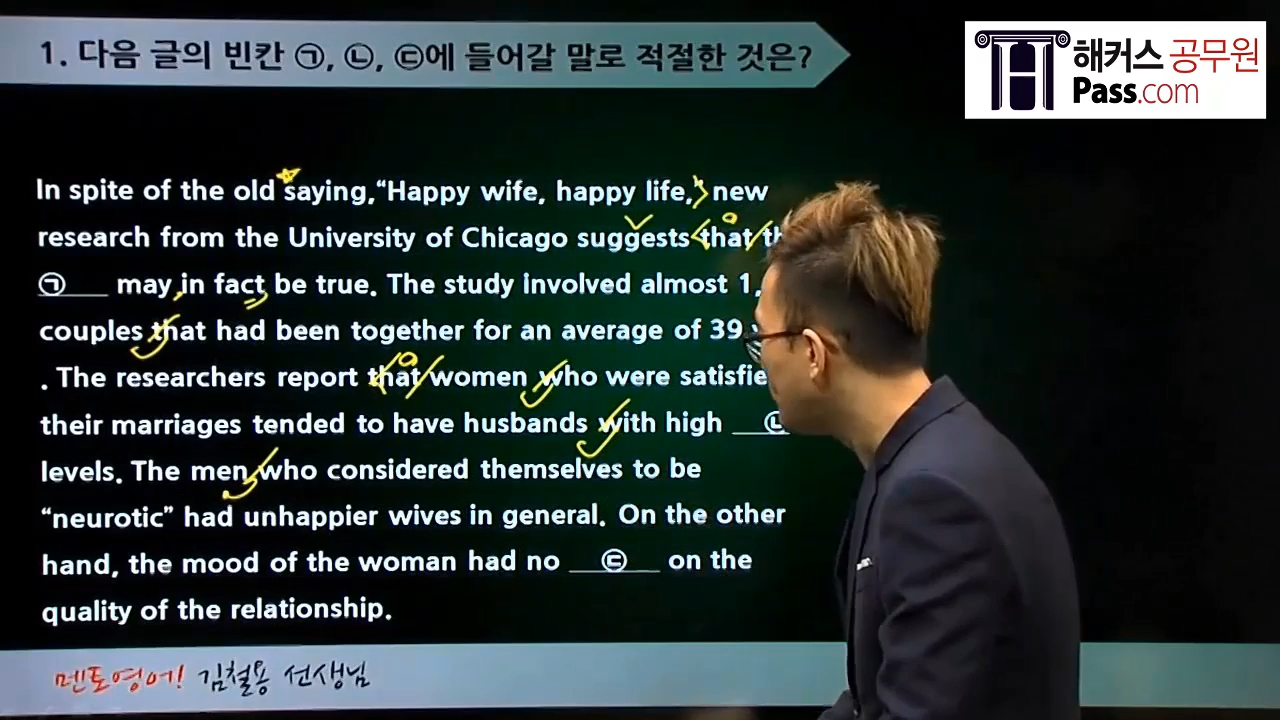 1. 다음 글의 빈칸 ㉠, ㉡, ㉢에 들어갈 말로 적절한 것은?
해커스 공무원
Pass.com
In spite of the old saying,“Happy wife, happy life,” new
research from the University of Chicago suggests that
㉠ may in fact be true. The study involved almost 1,
couples that had been together for an average of 39
. The researchers report that women who were
their marriages tended to have husbands with high ㉡
levels. The men who considered themselves to be
“neurotic” had unhappier wives in general. On the other
hand, the mood of the woman had no ㉢ on the
quality of the relationship.
멘토영어! 김철용 선생님